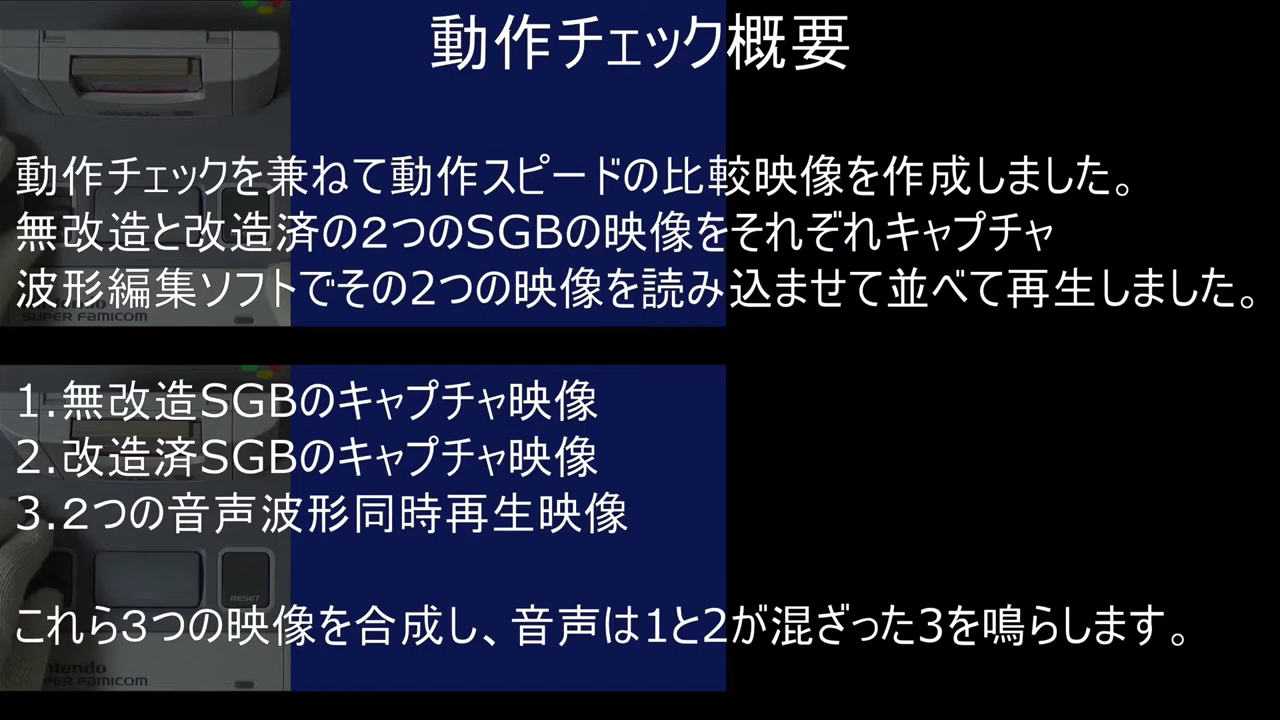 動作チェック概要
動作チェックを兼ねて動作スピードの比較映像を作成しました。
無改造と改造済の２つのSGBの映像をそれぞれキャプチャ
波形編集ソフトでその2つの映像を読み込ませて並べて再生しました。
SUPER FAMICOM
1.無改造SGBのキャプチャ映像
2.改造済SGBのキャプチャ映像
3.２つの音声波形同時再生映像
RESET
これら３つの映像を合成し、音声は1と2が混ざった3を鳴らします。
Nintendo
SUPER FAMICOM